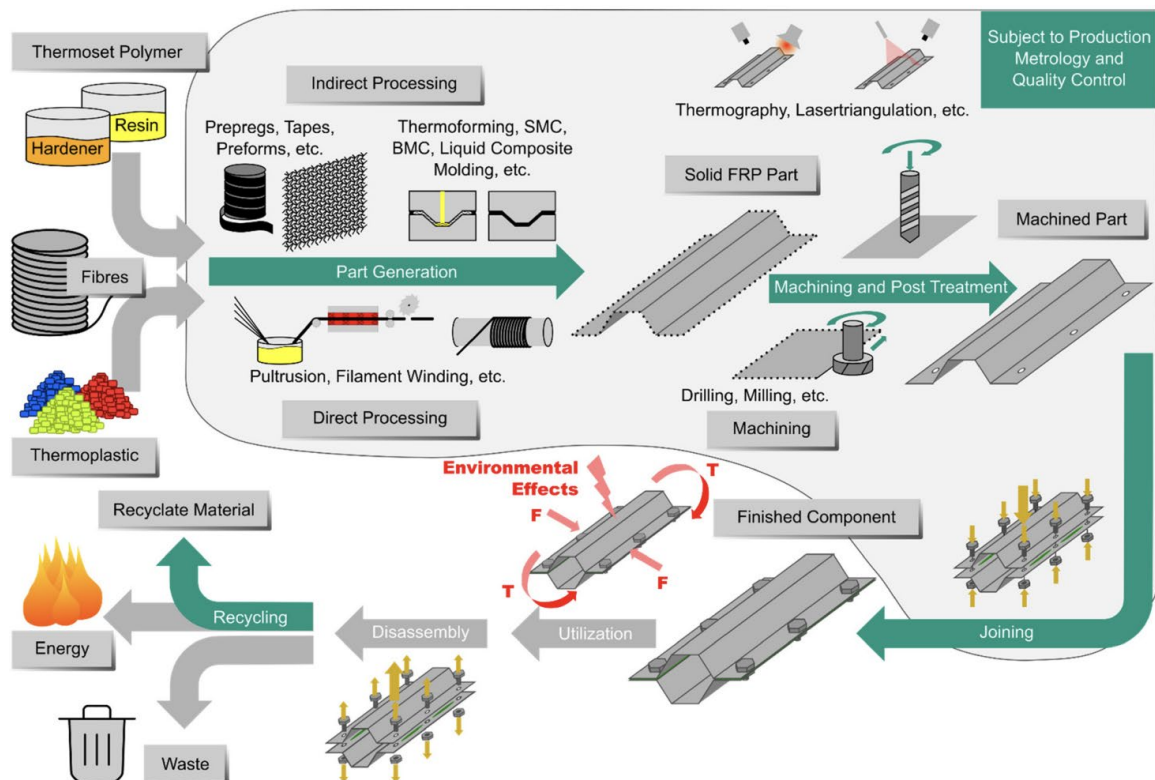 Thermoset Polymer
Resin
Hardener
Fibres
Thermoplastic
Indirect Processing
Prepregs, Tapes,
Preforms, etc.
Thermoforming, SMC,
BMC, Liquid Composite
Molding, etc.
Part Generation
Pultrusion, Filament Winding, etc.
Direct Processing
Thermography, Lasertriangulation, etc.
Subject to Production
Metrology and
Quality Control
Solid FRP Part
Machined Part
Machining and Post Treatment
Drilling, Milling, etc.
Machining
Environmental
Effects
T
F
F
T
Finished Component
Joining
Utilization
Disassembly
Recycling
Recyclate Material
Energy
Waste